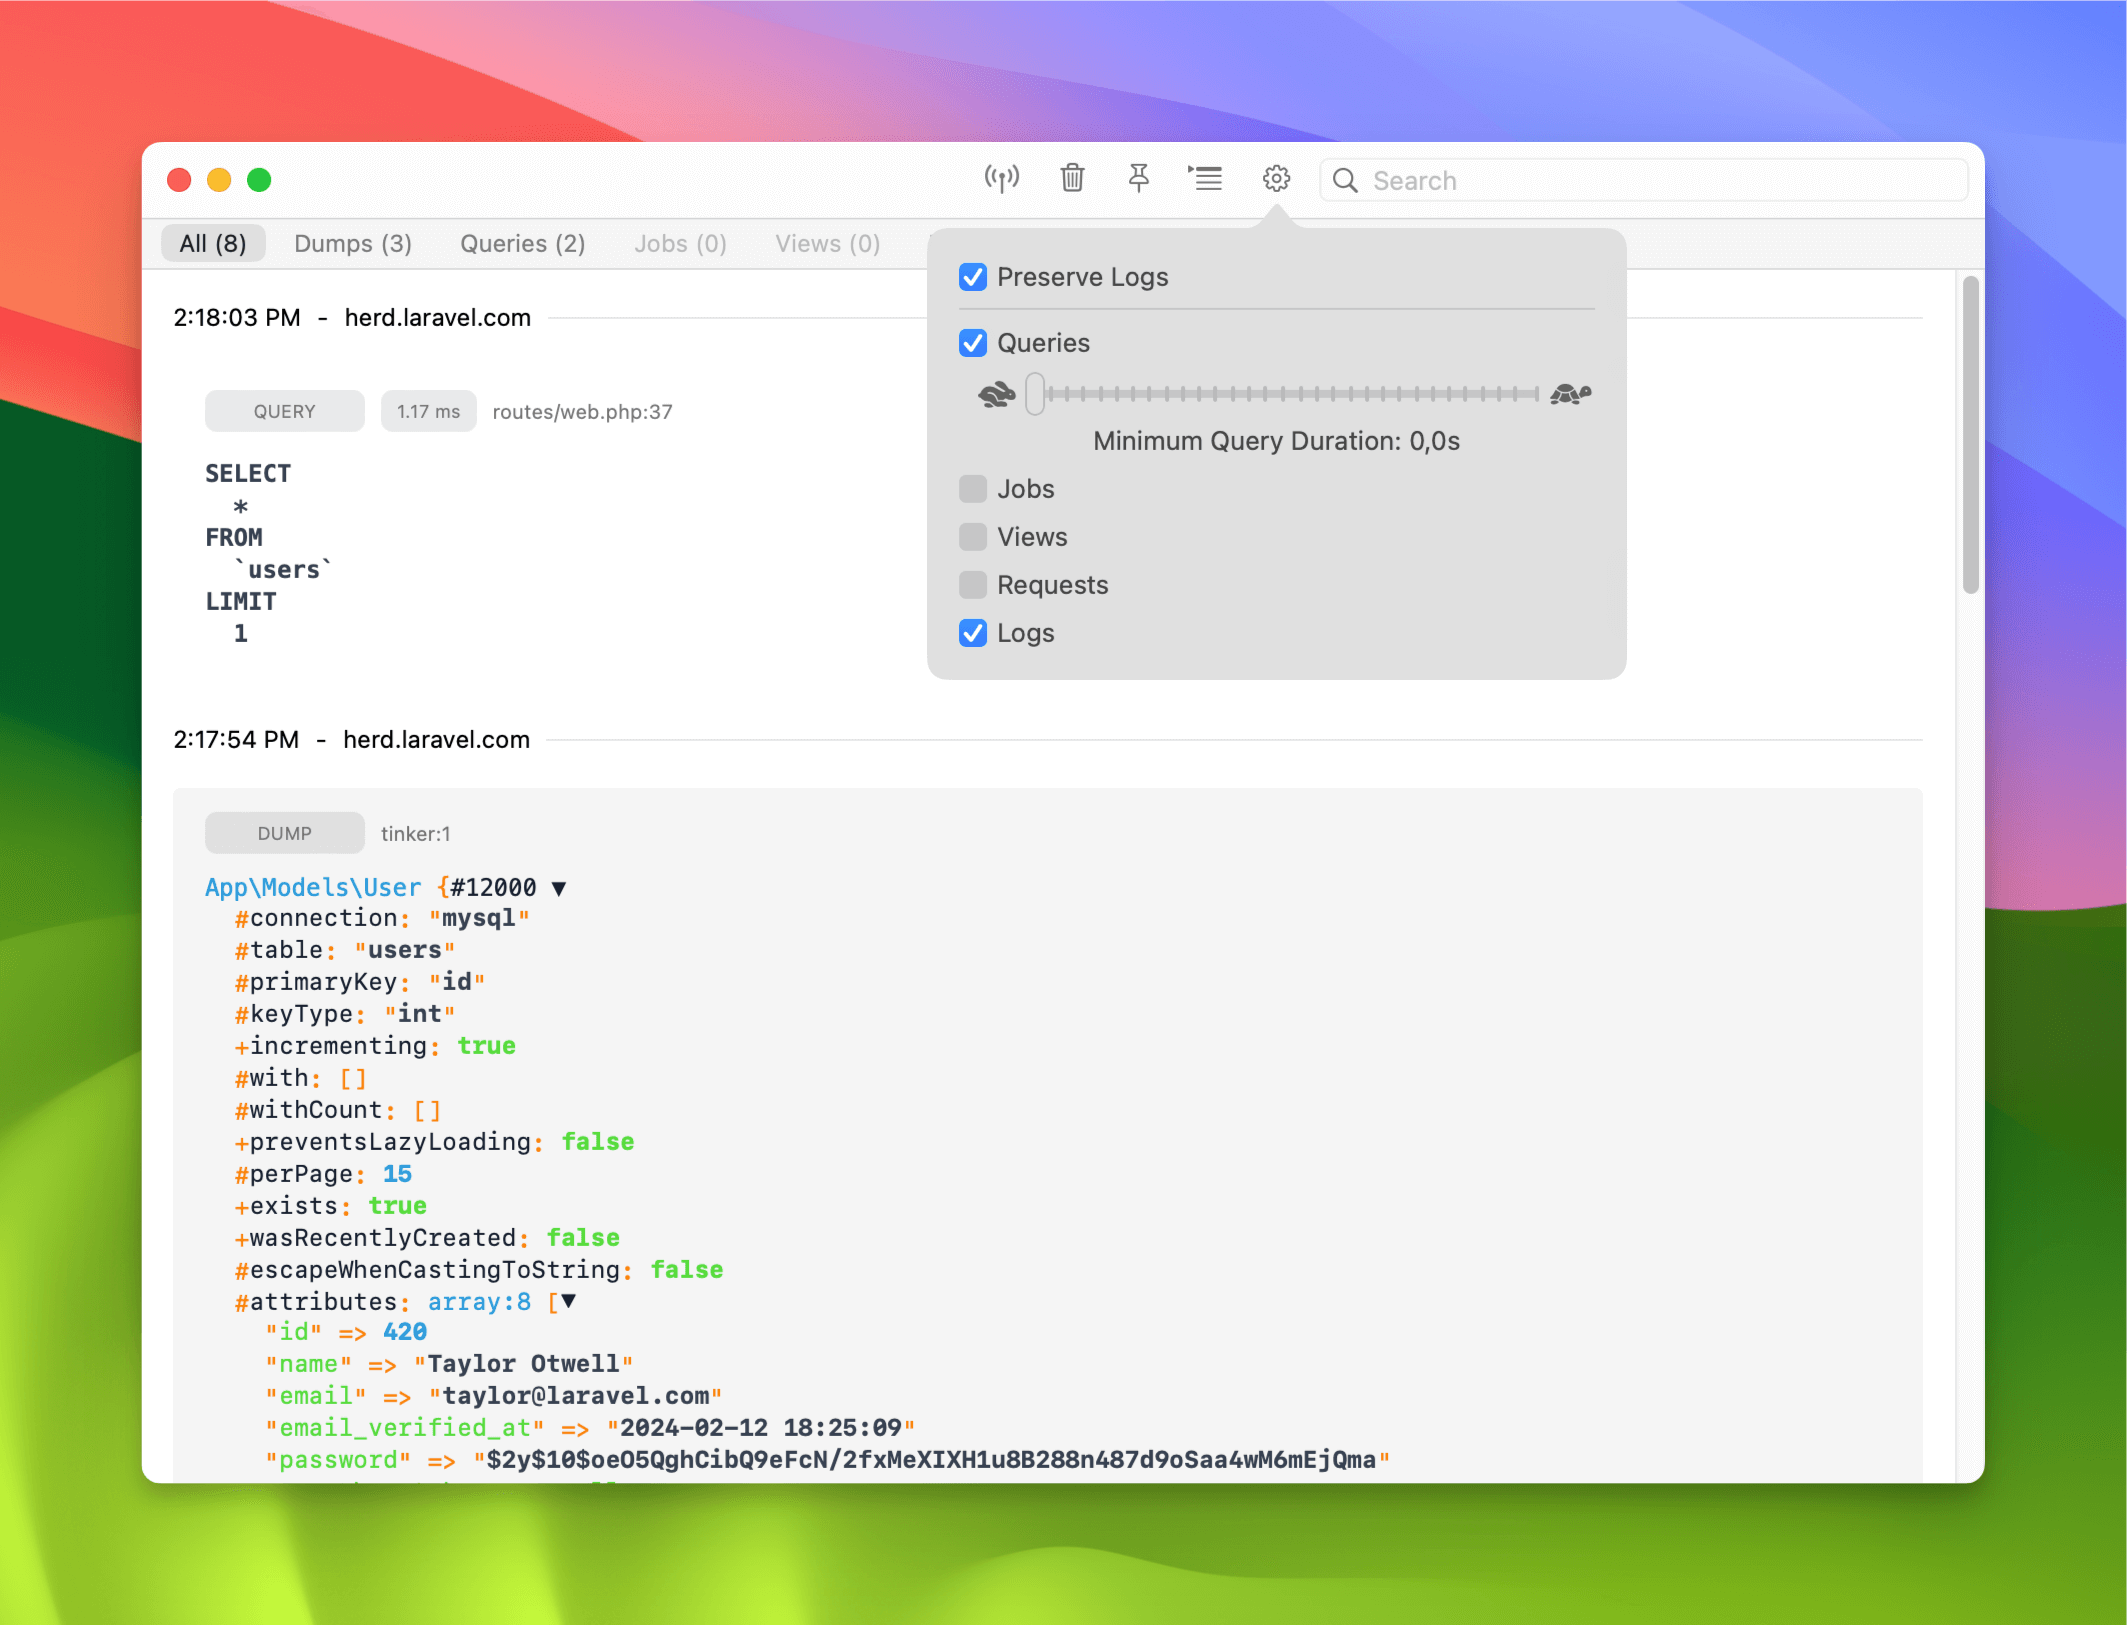 Search
All (8) Dumps (3) Queries (2) Jobs (0) Views (0)
Preserve Logs
Queries
Minimum Query Duration: 0,0s
Jobs
Views
Requests
Logs
2:18:03 PM - herd.laravel.com
QUERY 1.17 ms routes/web.php:37
SELECT
*
FROM
`users`
LIMIT
1
2:17:54 PM - herd.laravel.com
DUMP tinker:1
App\Models\User {#12000 ▼
#connection: "mysql"
#table: "users"
#primaryKey: "id"
#keyType: "int"
+incrementing: true
#with: []
#withCount: []
+preventsLazyLoading: false
#perPage: 15
+exists: true
+wasRecentlyCreated: false
#escapeWhenCastingToString: false
#attributes: array:8 [▼
"id" => 420
"name" => "Taylor Otwell"
"email" => "taylor@laravel.com"
"email_verified_at" => "2024-02-12 18:25:09"
"password" => "$2y$10$oeO5QghCibQ9eFcN/2fxMeXIXH1u8B288n487d9oSaa4wM6mEjQma"